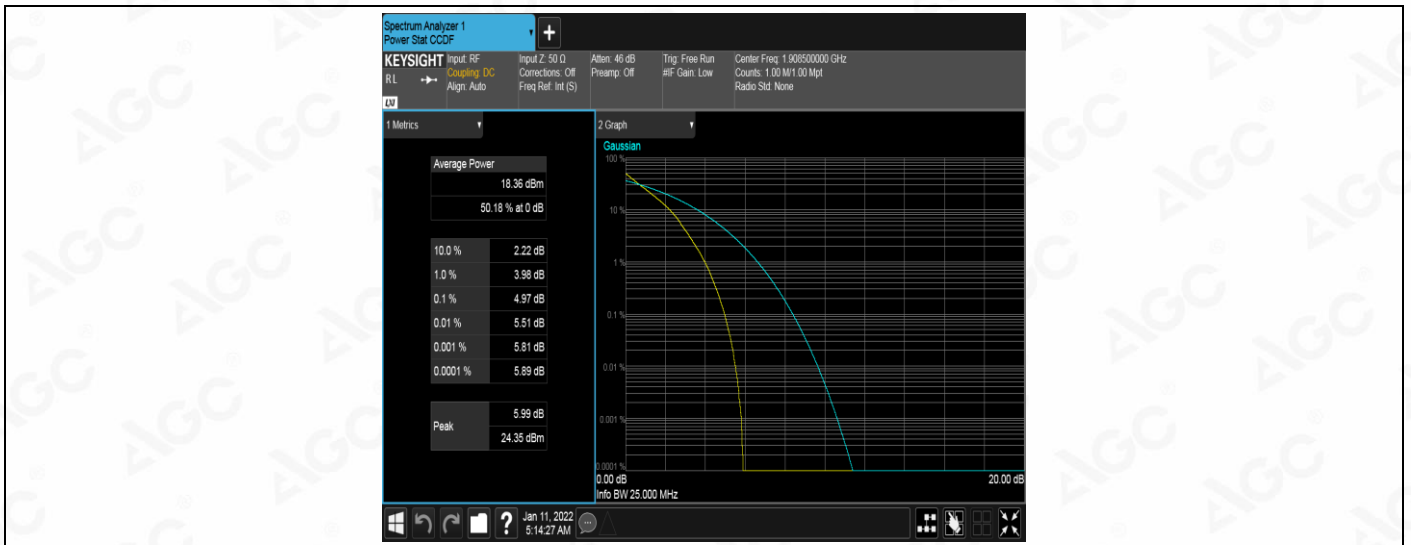 Spectrum Analyzer 1
Power Stat CCDF
+
KEYSIGHT
RL
LXI
Input: RF
Coupling: DC
Align: Auto
Input Z: 50 Ω
Corrections: Off
Freq Ref: Int (S)
Atten: 46 dB
Preamp: Off
Trig: Free Run
#IF Gain: Low
Center Freq: 1.908500000 GHz
Counts: 1.00 M/1.00 Mpt
Radio Std: None
1 Metrics
Average Power
18.36 dBm
50.18 % at 0 dB
10.0 % 2.22 dB
1.0 % 3.98 dB
0.1 % 4.97 dB
0.01 % 5.51 dB
0.001 % 5.81 dB
0.0001 % 5.89 dB
Peak
5.99 dB
24.35 dBm
2 Graph
Gaussian
100 %
10 %
1 %
0.1 %
0.01 %
0.001 %
0.0001 %
0.00 dB 20.00 dB
Info BW 25.000 MHz
?
Jan 11, 2022
5:14:27 AM
AGC